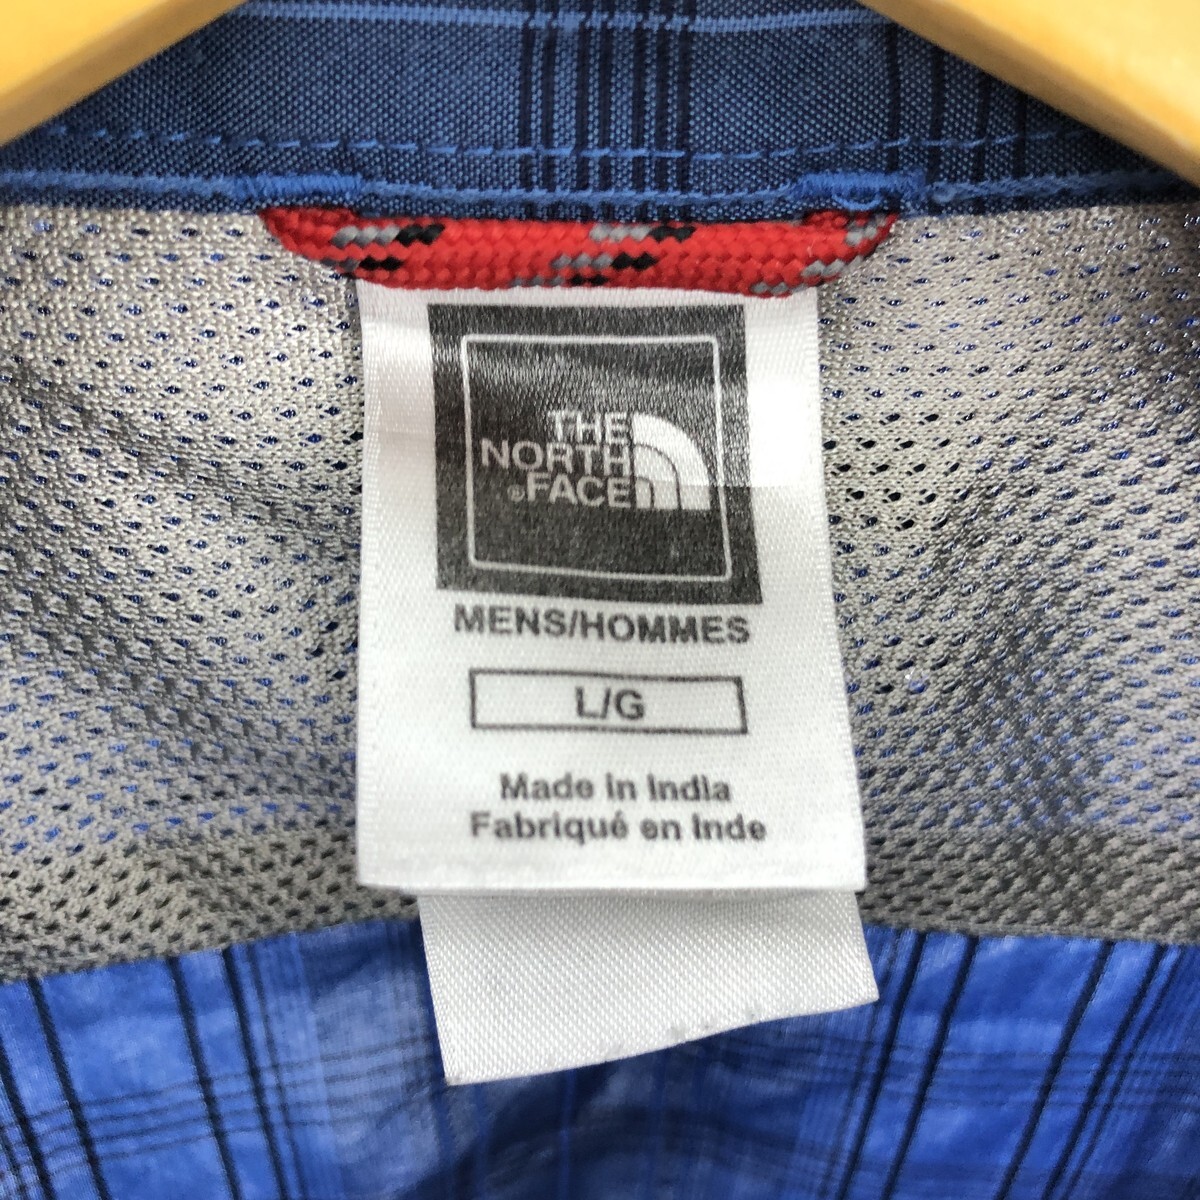 THE
NORTH
®FACE
MENS/HOMMES
L/G
Made in India
Fabriqué en Inde